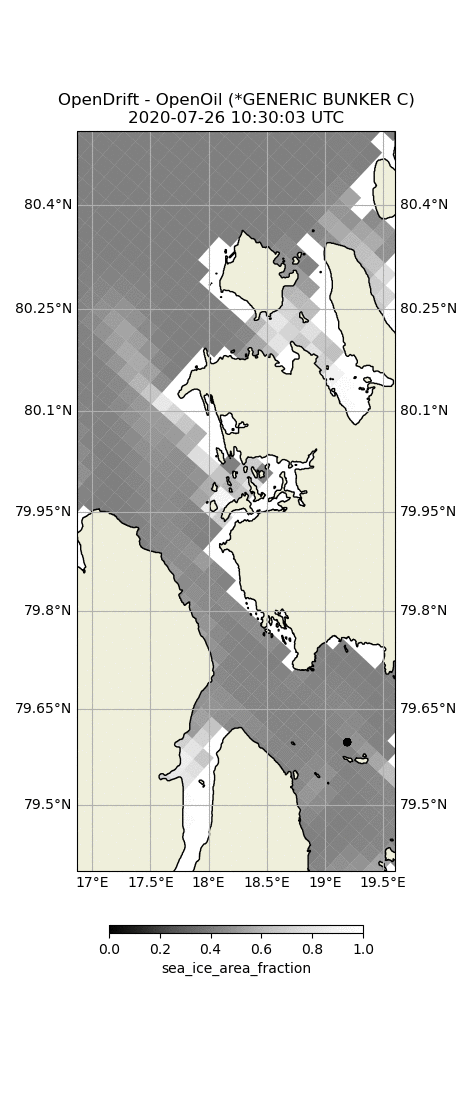 OpenDrift - OpenOil (*GENERIC BUNKER C)
2020-07-26 10:30:03 UTC
80.4°N 80.4°N
80.25°N 80.25°N
80.1°N 80.1°N
79.95°N 79.95°N
79.8°N 79.8°N
79.65°N 79.65°N
79.5°N 79.5°N
17°E 17.5°E 18°E 18.5°E 19°E 19.5°E
0.0 0.2 0.4 0.6 0.8 1.0
sea_ice_area_fraction